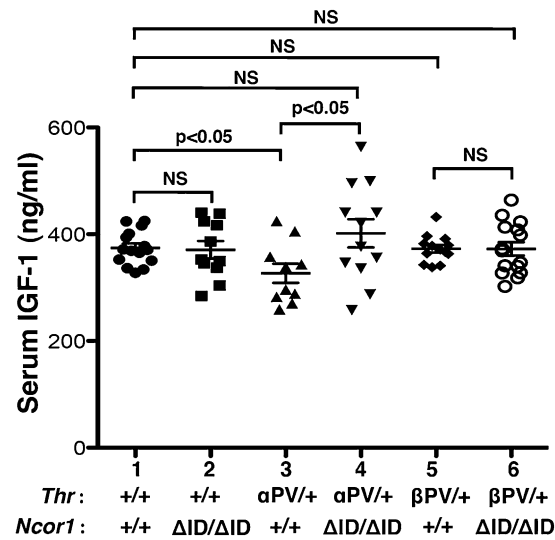 NS
NS
NS
p<0.05
p<0.05
NS
NS
Serum IGF-1 (ng/ml)
600
400
200
0
1 2 3 4 5 6
Thr : +/+ +/+ αPV/+ αPV/+ βPV/+ βPV/+
Ncor1 : +/+ ΔID/ΔID +/+ ΔID/ΔID +/+ ΔID/ΔID